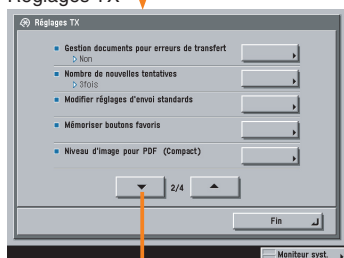 Réglages TX
Réglages TX
Gestion documents pour erreurs de transfert
Non
Nombre de nouvelles tentatives
3fois
Modifier réglages d'envoi standards
Mémoriser boutons favoris
Niveau d'image pour PDF (Compact)
2/4
Fin
Moniteur syst.